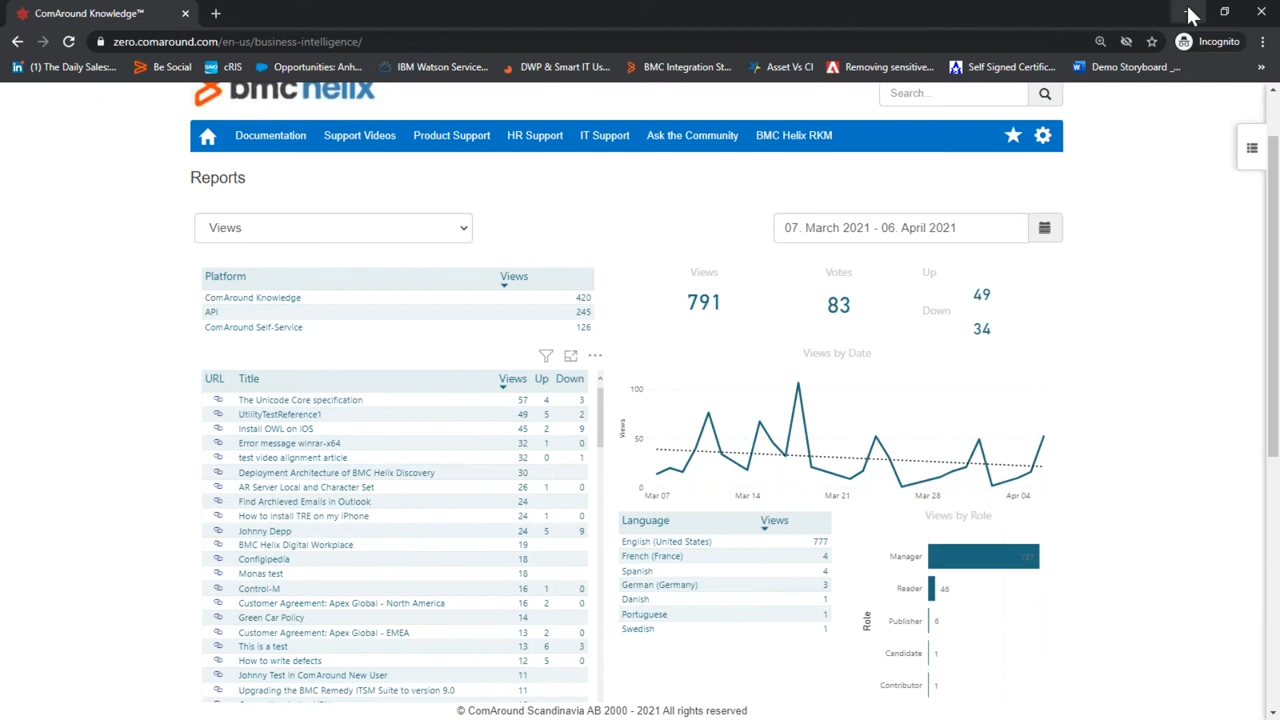 ComAround Knowledge™
zero.comaround.com/en-us/business-intelligence/
Incognito
(1) The Daily Sales:...
Be Social
cRIS
Opportunities: Anh...
IBM Watson Service...
DWP & Smart IT Us...
BMC Integration St...
Asset Vs CI
Removing sensitive...
Self Signed Certific...
Demo Storyboard _...
bmc helix
Search...
Documentation
Support Videos
Product Support
HR Support
IT Support
Ask the Community
BMC Helix RKM
Reports
Views
07. March 2021 - 06. April 2021
Platform Views
ComAround Knowledge 420
API 245
ComAround Self-Service 126
Views
791
Votes
83
Up
49
Down
34
URL Title Views Up Down
The Unicode Core specification 57 4 3
UtilityTestReference1 49 5 2
Install OWL on iOS 45 2 9
Error message winrar-x64 32 1 0
test video alignment article 32 0 1
Deployment Architecture of BMC Helix Discovery 30
AR Server Local and Character Set 26 1 0
Find Archieved Emails in Outlook 24
How to install TRE on my iPhone 24 1 0
Johnny Depp 24 5 9
BMC Helix Digital Workplace 19
Configipedia 18
Monas test 18
Control-M 16 1 0
Customer Agreement: Apex Global - North America 16 2 0
Green Car Policy 14
Customer Agreement: Apex Global - EMEA 13 2 0
This is a test 13 6 3
How to write defects 12 5 0
Johnny Test in ComAround New User 11
Upgrading the BMC Remedy ITSM Suite to version 9.0 11
Views by Date
Views
100
50
0
Mar 07
Mar 14
Mar 21
Mar 28
Apr 04
Language Views
English (United States) 777
French (France) 4
Spanish 4
German (Germany) 3
Danish 1
Portuguese 1
Swedish 1
Views by Role
Role
Manager 737
Reader 46
Publisher 6
Candidate 1
Contributor 1
© ComAround Scandinavia AB 2000 - 2021 All rights reserved